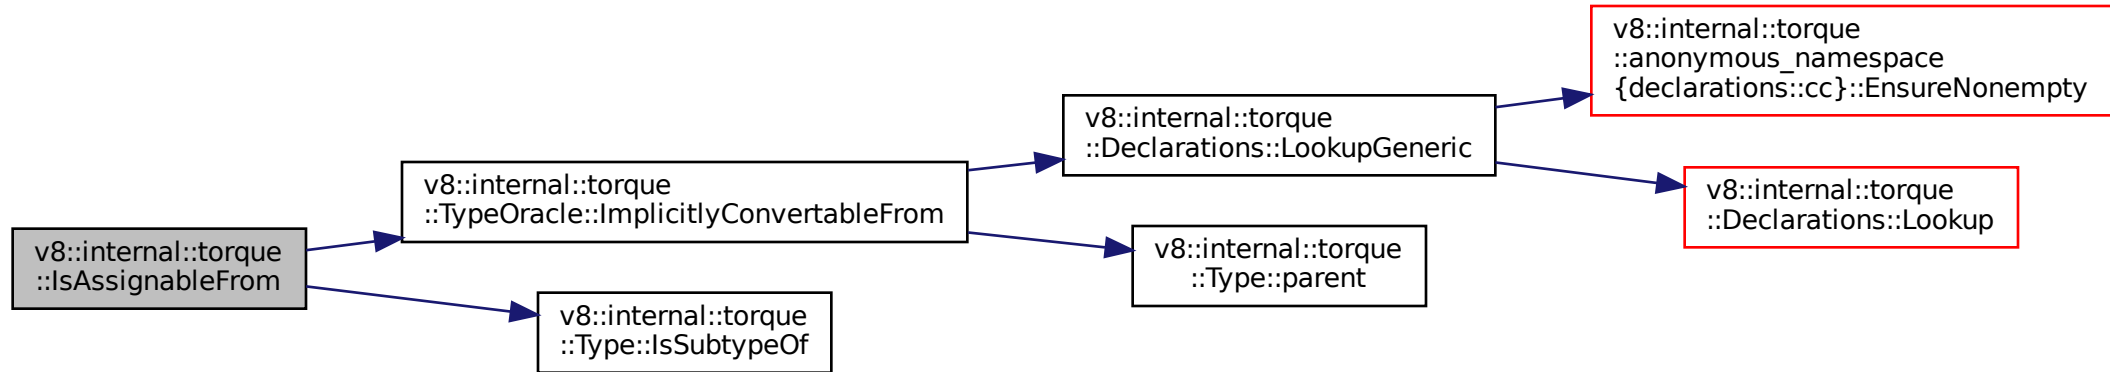 v8::internal::torque
::IsAssignableFrom
v8::internal::torque
::TypeOracle::ImplicitlyConvertableFrom
v8::internal::torque
::Type::IsSubtypeOf
v8::internal::torque
::Declarations::LookupGeneric
v8::internal::torque
::Type::parent
v8::internal::torque
::anonymous_namespace
{declarations::cc}::EnsureNonempty
v8::internal::torque
::Declarations::Lookup